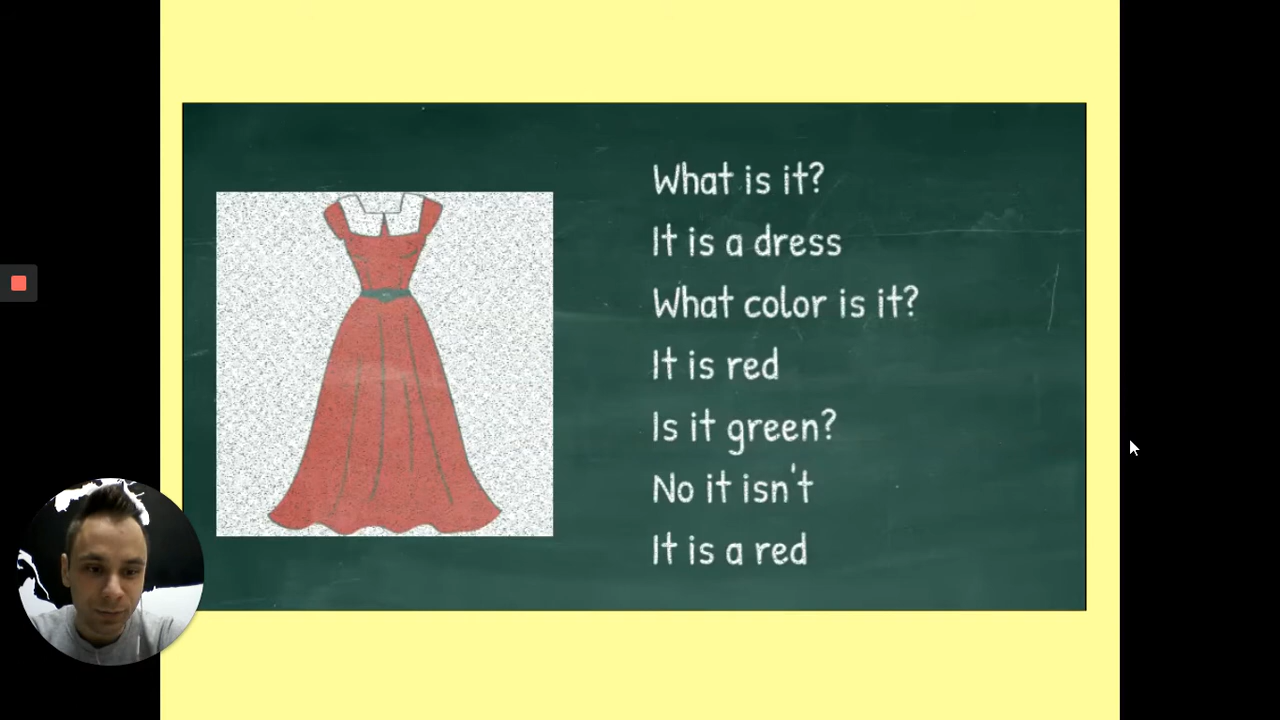 What is it?
It is a dress
What color is it?
It is red
Is it green?
No it isn't
It is a red